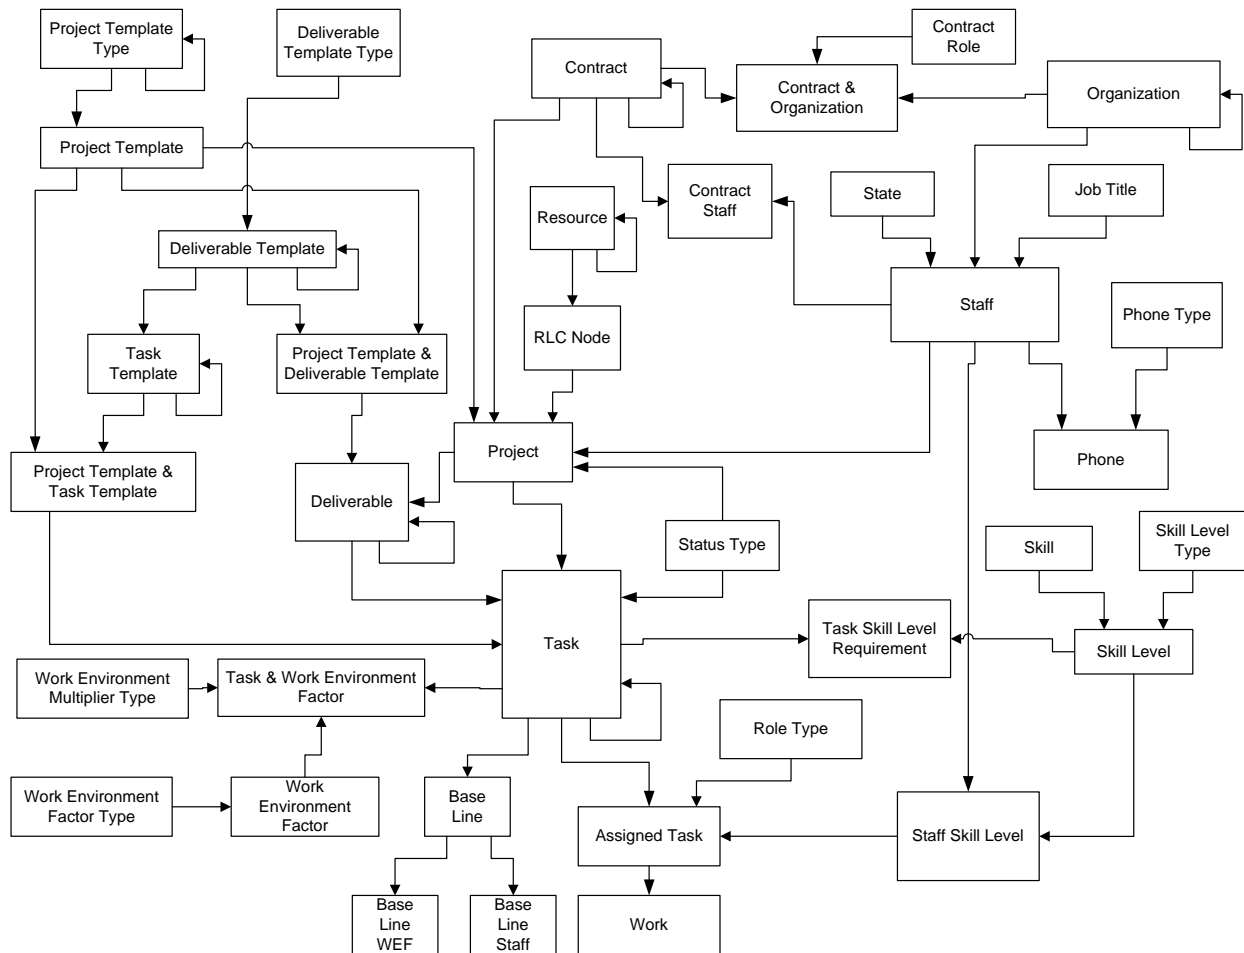 Project Template
Type
Deliverable
Template Type
Contract
Contract
Role
Contract &
Organization
Organization
Project Template
Contract
Staff
State
Job Title
Resource
Deliverable Template
Staff
Phone Type
RLC Node
Task
Template
Project Template &
Deliverable Template
Project
Phone
Project Template &
Task Template
Deliverable
Status Type
Skill
Skill Level
Type
Task
Task Skill Level
Requirement
Skill Level
Work Environment
Multiplier Type
Task & Work Environment
Factor
Role Type
Work Environment
Factor Type
Work
Environment
Factor
Base
Line
Assigned Task
Staff Skill Level
Base
Line
WEF
Base
Line
Staff
Work